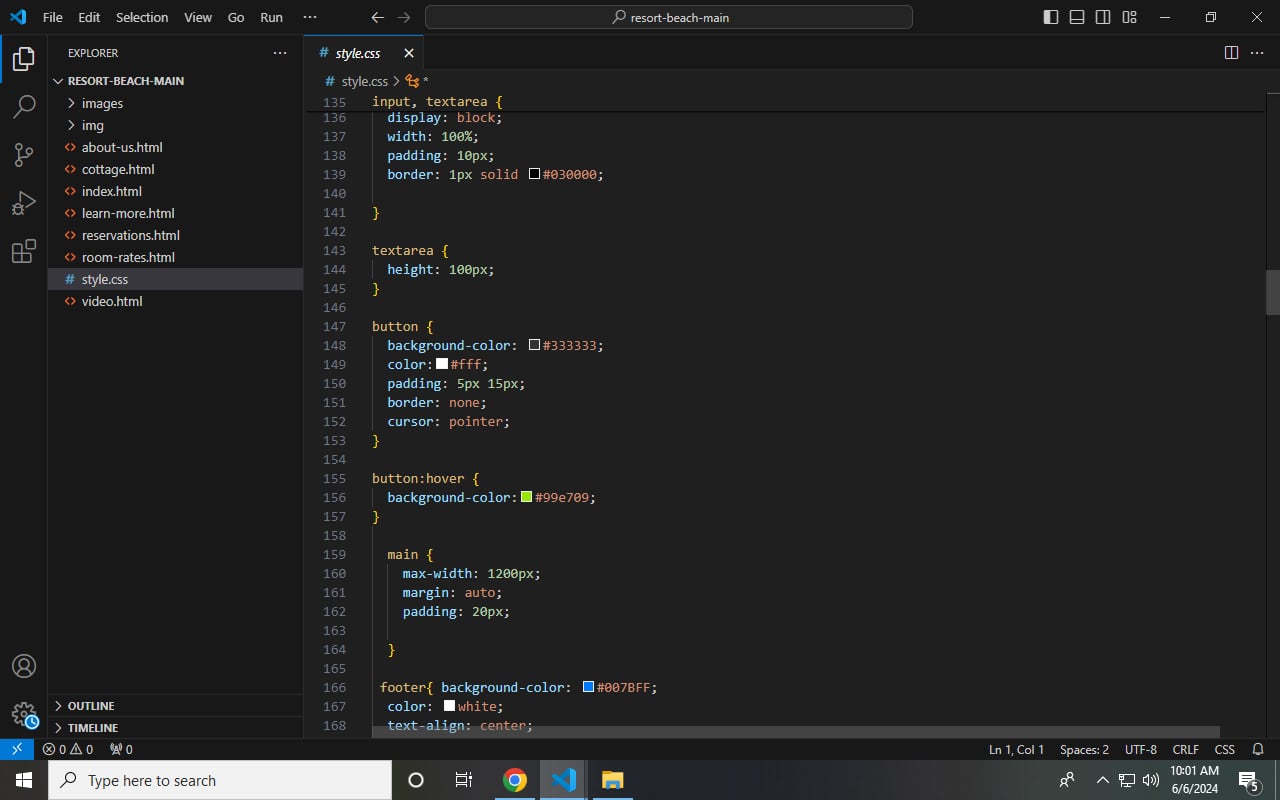 File Edit Selection View Go Run ···
resort-beach-main
EXPLORER ···
RESORT-BEACH-MAIN
images
img
about-us.html
cottage.html
index.html
learn-more.html
reservations.html
room-rates.html
# style.css
video.html
OUTLINE
TIMELINE
# style.css
# style.css > *
135 input, textarea {
136 display: block;
137 width: 100%;
138 padding: 10px;
139 border: 1px solid #030000;
140
141 }
142
143 textarea {
144 height: 100px;
145 }
146
147 button {
148 background-color: #333333;
149 color: #fff;
150 padding: 5px 15px;
151 border: none;
152 cursor: pointer;
153 }
154
155 button:hover {
156 background-color: #99e709;
157 }
158
159 main {
160 max-width: 1200px;
161 margin: auto;
162 padding: 20px;
163
164 }
165
166 footer{ background-color: #007BFF;
167 color: white;
168 text-align: center;
0 0 0 Ln 1, Col 1 Spaces: 2 UTF-8 CRLF CSS
Type here to search
10:01 AM
6/6/2024
5